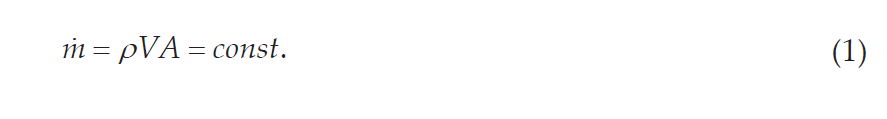 ṁ = ρVA = const. (1)